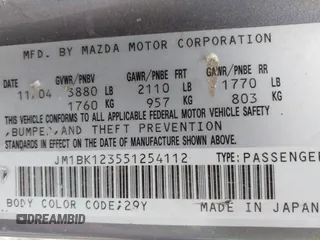 MFD. BY MAZDA MOTOR CORPORATION
GVWR/PNBV GAWR/PNBE FRT GAWR/PNBE RR
11/04 3880 LB 2110 LB 1770 LB
1760 KG 957 KG 803 KG
THIS VEHICLE CONFORMS TO ALL APPLICABLE
FEDERAL MOTOR VEHICLE SAFETY
,BUMPER, AND THEFT PREVENTION
STANDARDS IN EFFECT ON THE DATE OF MANUFACTURE
JM1BK123551254112 TYPE:PASSENGER
BODY COLOR CODE;29Y
MADE IN JAPAN
DREAMBID